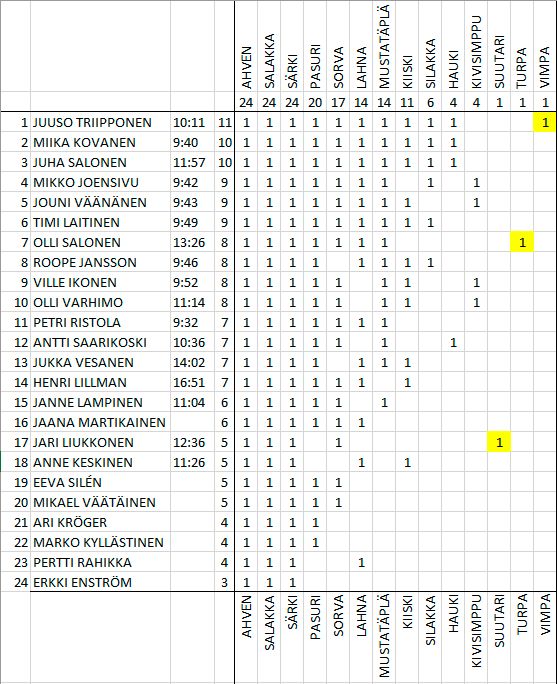 AHVEN SALAKKA SÄRKI PASURI SORVA LAHNA MUSTATÄPLÄ KIISKI SILAKKA HAUKI KIVISIMPPU SUUTARI TURPA VIMPA
24 24 24 20 17 14 14 11 6 4 4 1 1 1
1 JUUSO TRIIPPONEN 10:11 11 1 1 1 1 1 1 1 1 1 1 1
2 MIIKA KOVANEN 9:40 10 1 1 1 1 1 1 1 1 1 1
3 JUHA SALONEN 11:57 10 1 1 1 1 1 1 1 1 1 1
4 MIKKO JOENSIVU 9:42 9 1 1 1 1 1 1 1 1 1
5 JOUNI VÄÄNÄNEN 9:43 9 1 1 1 1 1 1 1 1 1
6 TIMI LAITINEN 9:49 9 1 1 1 1 1 1 1 1 1
7 OLLI SALONEN 13:26 8 1 1 1 1 1 1 1 1
8 ROOPE JANSSON 9:46 8 1 1 1 1 1 1 1 1
9 VILLE IKONEN 9:52 8 1 1 1 1 1 1 1 1
10 OLLI VARHIMO 11:14 8 1 1 1 1 1 1 1 1
11 PETRI RISTOLA 9:32 7 1 1 1 1 1 1 1
12 ANTTI SAARIKOSKI 10:36 7 1 1 1 1 1 1 1
13 JUKKA VESANEN 14:02 7 1 1 1 1 1 1 1
14 HENRI LILLMAN 16:51 7 1 1 1 1 1 1 1
15 JANNE LAMPINEN 11:04 6 1 1 1 1 1 1
16 JAANA MARTIKAINEN 6 1 1 1 1 1 1
17 JARI LIUKKONEN 12:36 5 1 1 1 1 1
18 ANNE KESKINEN 11:26 5 1 1 1 1 1
19 EEVA SILÉN 5 1 1 1 1 1
20 MIKAEL VÄÄTÄINEN 5 1 1 1 1 1
21 ARI KRÖGER 4 1 1 1 1
22 MARKO KYLLÄSTINEN 4 1 1 1 1
23 PERTTI RAHIKKA 4 1 1 1 1
24 ERKKI ENSTRÖM 3 1 1 1
AHVEN SALAKKA SÄRKI PASURI SORVA LAHNA MUSTATÄPLÄ KIISKI SILAKKA HAUKI KIVISIMPPU SUUTARI TURPA VIMPA